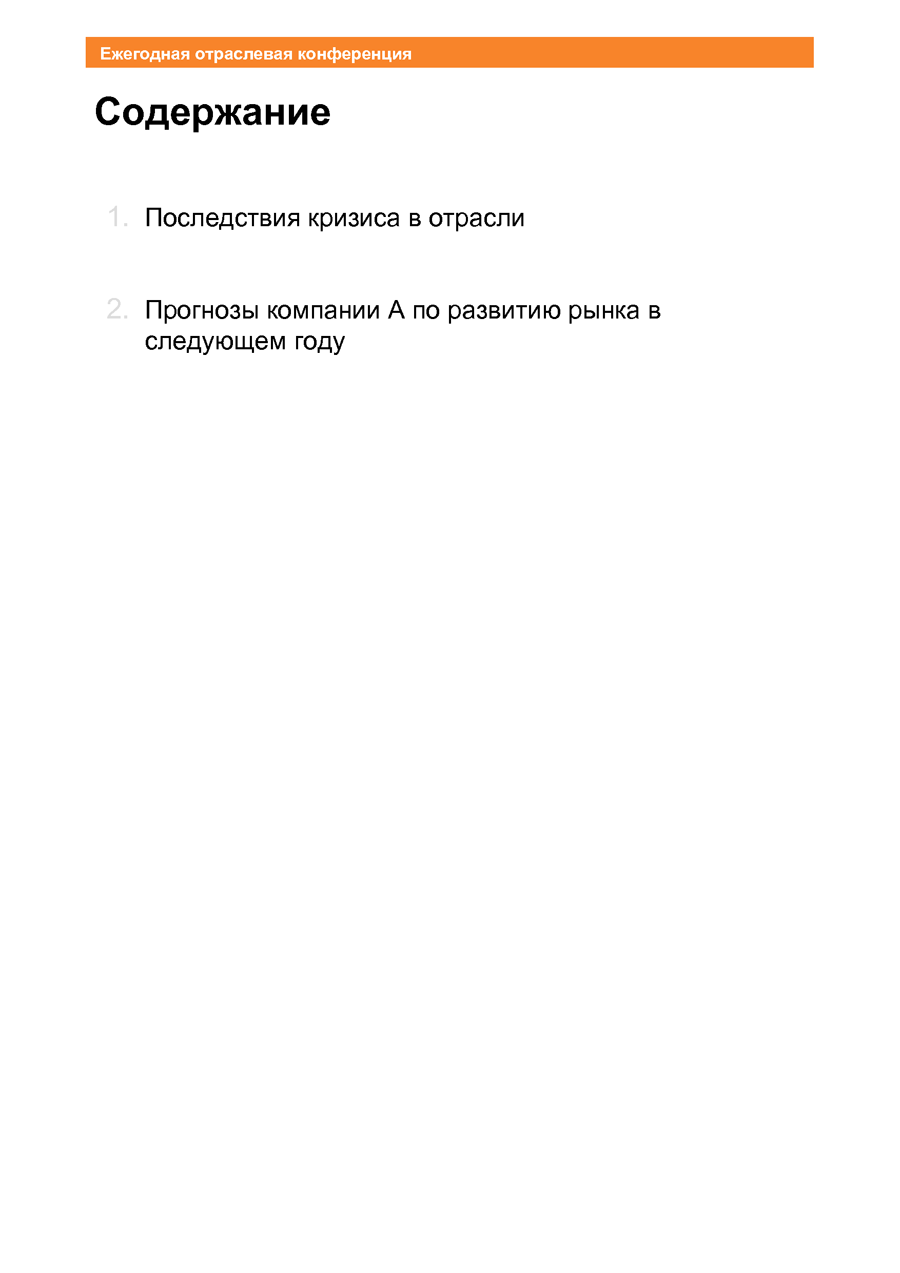 Ежегодная отраслевая конференция
Содержание
1. Последствия кризиса в отрасли
2. Прогнозы компании А по развитию рынка в
следующем году